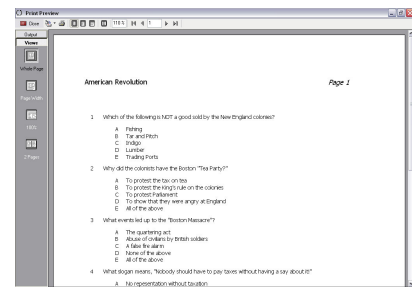 Print Preview
Close 118% 1
Output
Views
Whole Page
Page Width
100%
2 Pages
American Revolution Page 1
1 Which of the following is NOT a good sold by the New England colonies?
A Fishing
B Tar and Pitch
C Indigo
D Lumber
E Trading Ports
2 Why did the colonists have the Boston "Tea Party?"
A To protest the tax on tea
B To protest the King's rule on the colonies
C To protest Parliament
D To show that they were angry at England
E All of the above
3 What events led up to the "Boston Massacre"?
A The quartering act
B Abuse of civilians by British soldiers
C A false fire alarm
D None of the above
E All of the above
4 What slogan means, "Nobody should have to pay taxes without having a say about it!"
A No representation without taxation